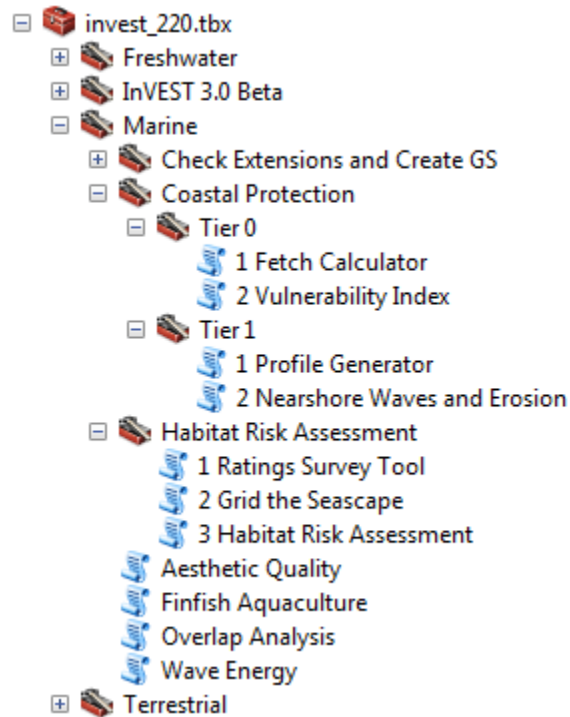 invest_220.tbx
Freshwater
InVEST 3.0 Beta
Marine
Check Extensions and Create GS
Coastal Protection
Tier 0
1 Fetch Calculator
2 Vulnerability Index
Tier 1
1 Profile Generator
2 Nearshore Waves and Erosion
Habitat Risk Assessment
1 Ratings Survey Tool
2 Grid the Seascape
3 Habitat Risk Assessment
Aesthetic Quality
Finfish Aquaculture
Overlap Analysis
Wave Energy
Terrestrial